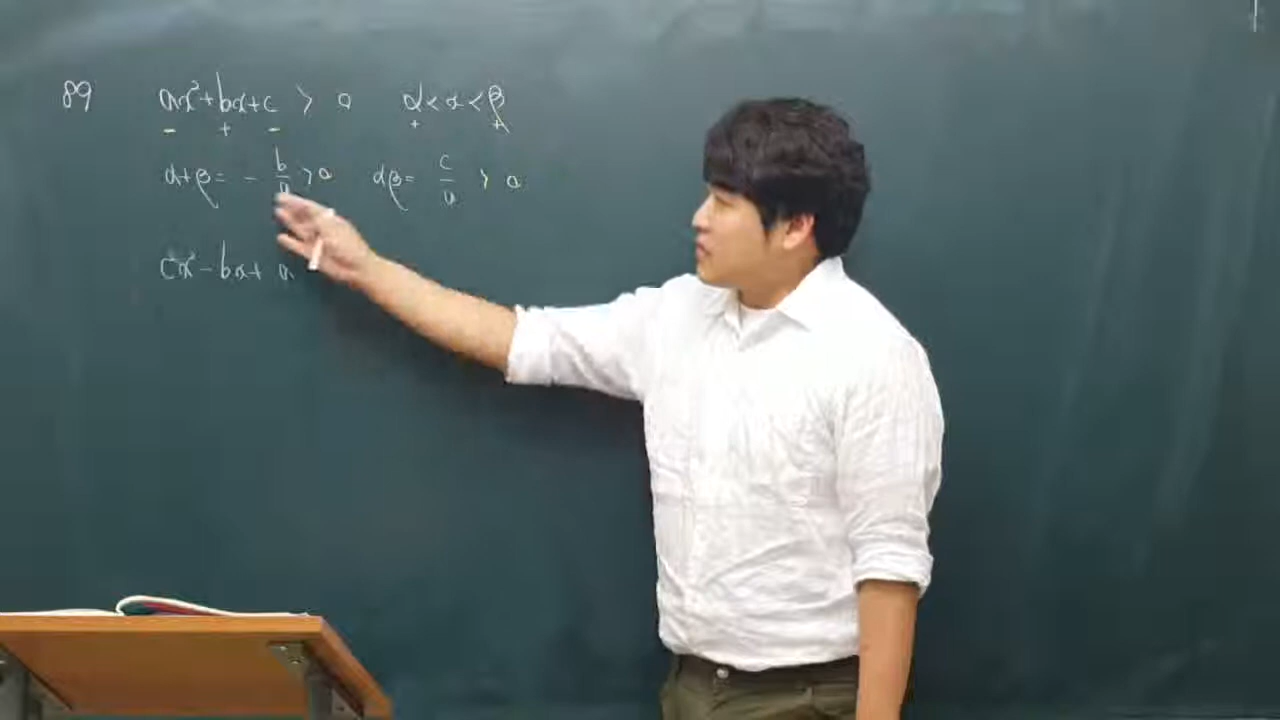 89 ax²+bx+c > 0 α<x<β
- + - + +
α+β= - b/a >0 αβ= c/a > 0
cx²-bx+ a